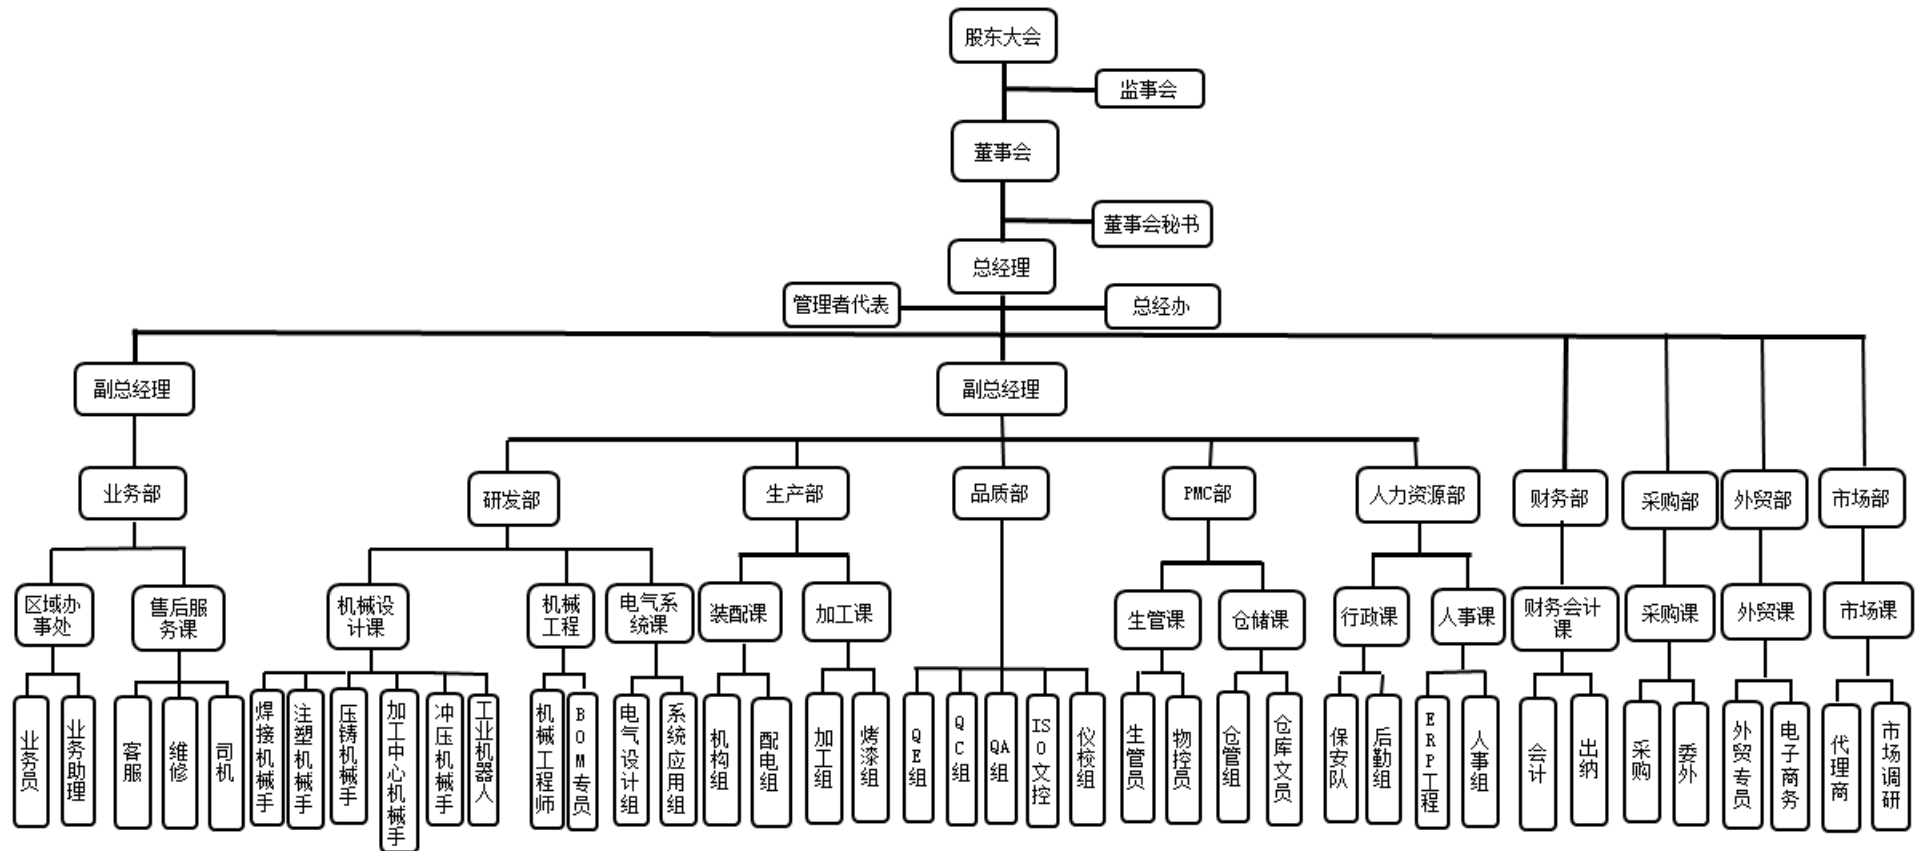 股东大会
监事会
董事会
董事会秘书
总经理
管理者代表
总经办
副总经理
副总经理
业务部
研发部
生产部
品质部
PMC部
人力资源部
财务部
采购部
外贸部
市场部
区域办
事处
售后服
务课
机械设
计课
机械
工程
电气系
统课
装配课
加工课
生管课
仓储课
行政课
人事课
财务会计
课
采购课
外贸课
市场课
业务员
业务助理
客服
维修
司机
焊接机械手
注塑机械手
压铸机械手
加工中心机械手
冲压机械手
工业机器人
机械工程师
BOM专员
电气设计组
系统应用组
机构组
配电组
加工组
烤漆组
QE组
QC组
QA组
ISO文控
仪校组
生管员
物控员
仓管组
仓库文员
保安队
后勤组
ERP工程
人事组
会计
出纳
采购
委外
外贸专员
电子商务
代理商
市场调研